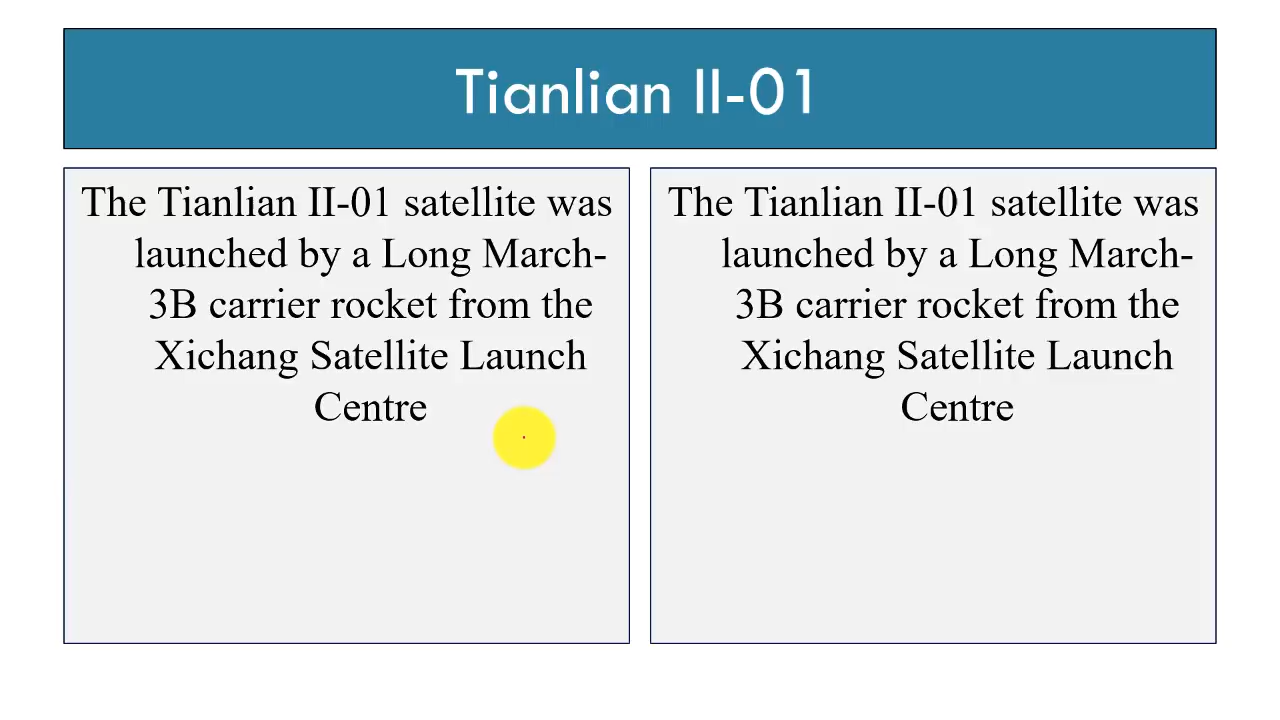 Tianlian II-01
The Tianlian II-01 satellite was
launched by a Long March-
3B carrier rocket from the
Xichang Satellite Launch
Centre
The Tianlian II-01 satellite was
launched by a Long March-
3B carrier rocket from the
Xichang Satellite Launch
Centre